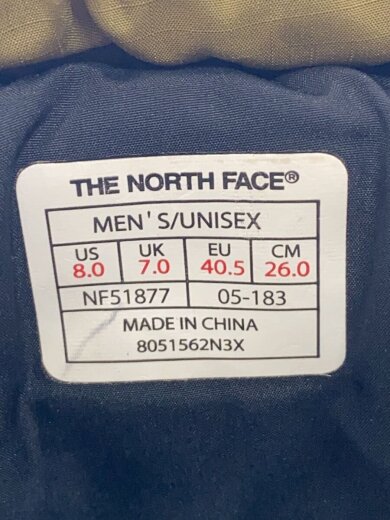 THE NORTH FACE®
MEN'S/UNISEX
US UK EU CM
8.0 7.0 40.5 26.0
NF51877 05-183
MADE IN CHINA
8051562N3X